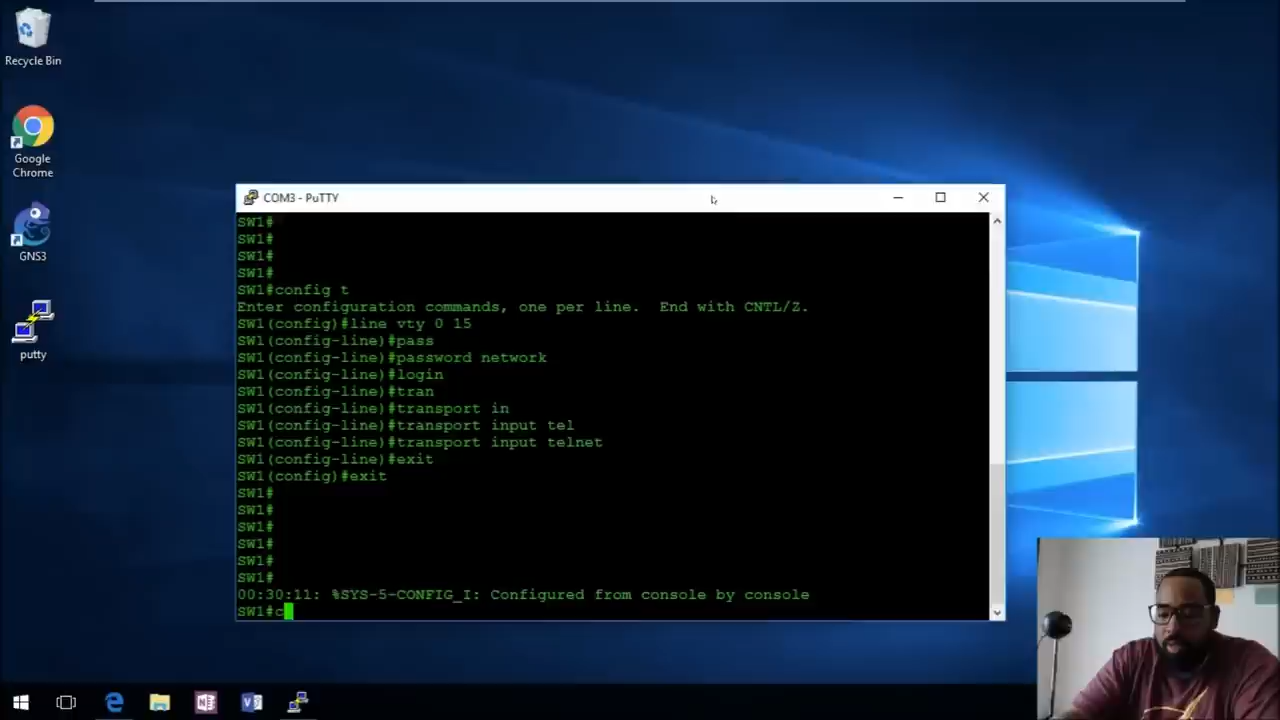 Recycle Bin
Google
Chrome
GNS3
putty
COM3 - PuTTY
SW1#
SW1#
SW1#
SW1#
SW1#config t
Enter configuration commands, one per line.  End with CNTL/Z.
SW1(config)#line vty 0 15
SW1(config-line)#pass
SW1(config-line)#password network
SW1(config-line)#login
SW1(config-line)#tran
SW1(config-line)#transport in
SW1(config-line)#transport input tel
SW1(config-line)#transport input telnet
SW1(config-line)#exit
SW1(config)#exit
SW1#
SW1#
SW1#
SW1#
SW1#
SW1#
00:30:11: %SYS-5-CONFIG_I: Configured from console by console
SW1#c